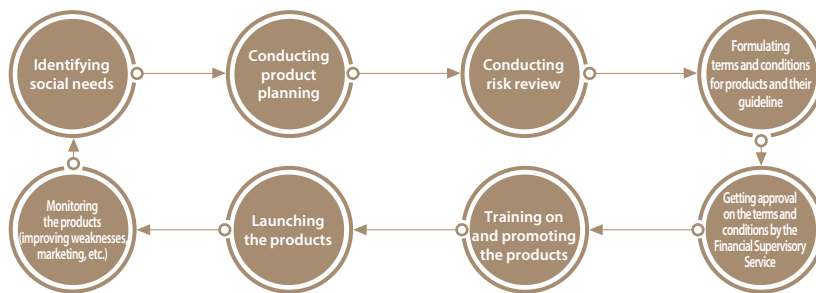 Identifying
social needs
Conducting
product
planning
Conducting
risk review
Formulating
terms and conditions
for products and their
guideline
Getting approval
on the terms and
conditions by the
Financial Supervisory
Service
Training on
and promoting
the products
Launching
the products
Monitoring
the products
(improving weaknesses,
marketing, etc.)